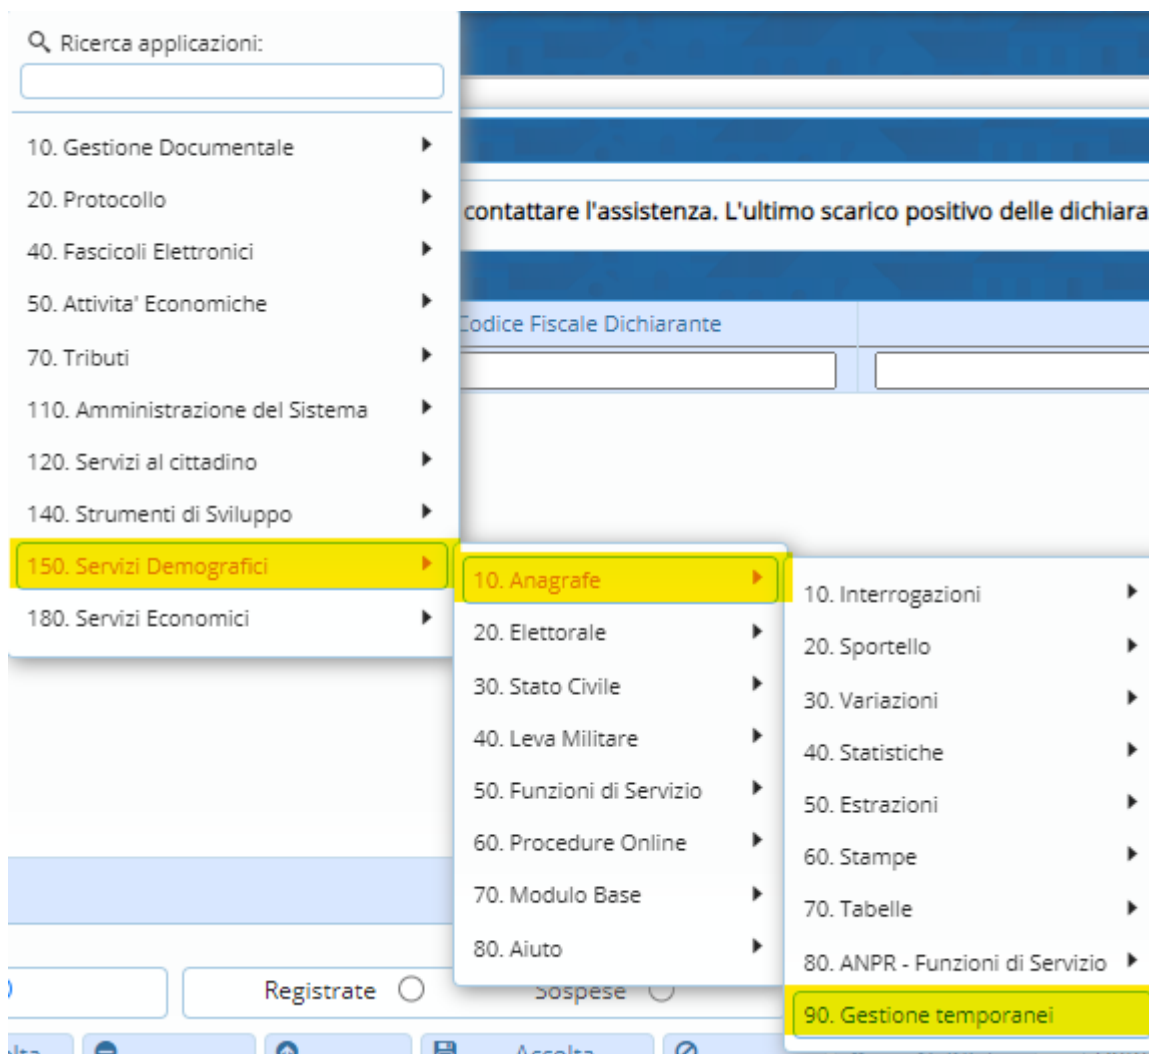 Ricerca applicazioni:
10. Gestione Documentale
20. Protocollo
40. Fascicoli Elettronici
50. Attivita' Economiche
70. Tributi
110. Amministrazione del Sistema
120. Servizi al cittadino
140. Strumenti di Sviluppo
150. Servizi Demografici
180. Servizi Economici
contattare l'assistenza. L'ultimo scarico positivo delle dichiara
Codice Fiscale Dichiarante
10. Anagrafe
20. Elettorale
30. Stato Civile
40. Leva Militare
50. Funzioni di Servizio
60. Procedure Online
70. Modulo Base
80. Aiuto
10. Interrogazioni
20. Sportello
30. Variazioni
40. Statistiche
50. Estrazioni
60. Stampe
70. Tabelle
80. ANPR - Funzioni di Servizio
90. Gestione temporanei
Registrate
Sospese
Accolta